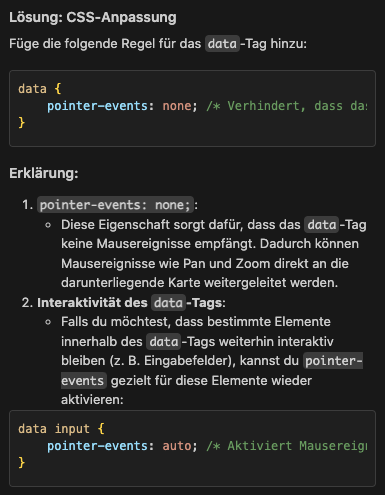 Lösung: CSS-Anpassung
Füge die folgende Regel für das data-Tag hinzu:
data {
pointer-events: none; /* Verhindert, dass das
}
Erklärung:
1. pointer-events: none;:
Diese Eigenschaft sorgt dafür, dass das data-Tag
keine Mausereignisse empfängt. Dadurch können
Mausereignisse wie Pan und Zoom direkt an die
darunterliegende Karte weitergeleitet werden.
2. Interaktivität des data-Tags:
Falls du möchtest, dass bestimmte Elemente
innerhalb des data-Tags weiterhin interaktiv
bleiben (z. B. Eingabefelder), kannst du pointer-
events gezielt für diese Elemente wieder
aktivieren:
data input {
pointer-events: auto; /* Aktiviert Mausereign
}